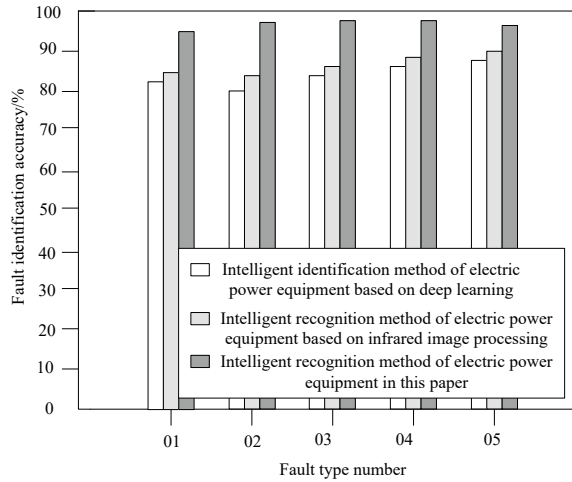 100
90
80
70
60
50
40
30
20
10
0
Fault identification accuracy/%
Intelligent identification method of electric
power equipment based on deep learning
Intelligent recognition method of electric power
equipment based on infrared image processing
Intelligent recognition method of electric power
equipment in this paper
01 02 03 04 05
Fault type number